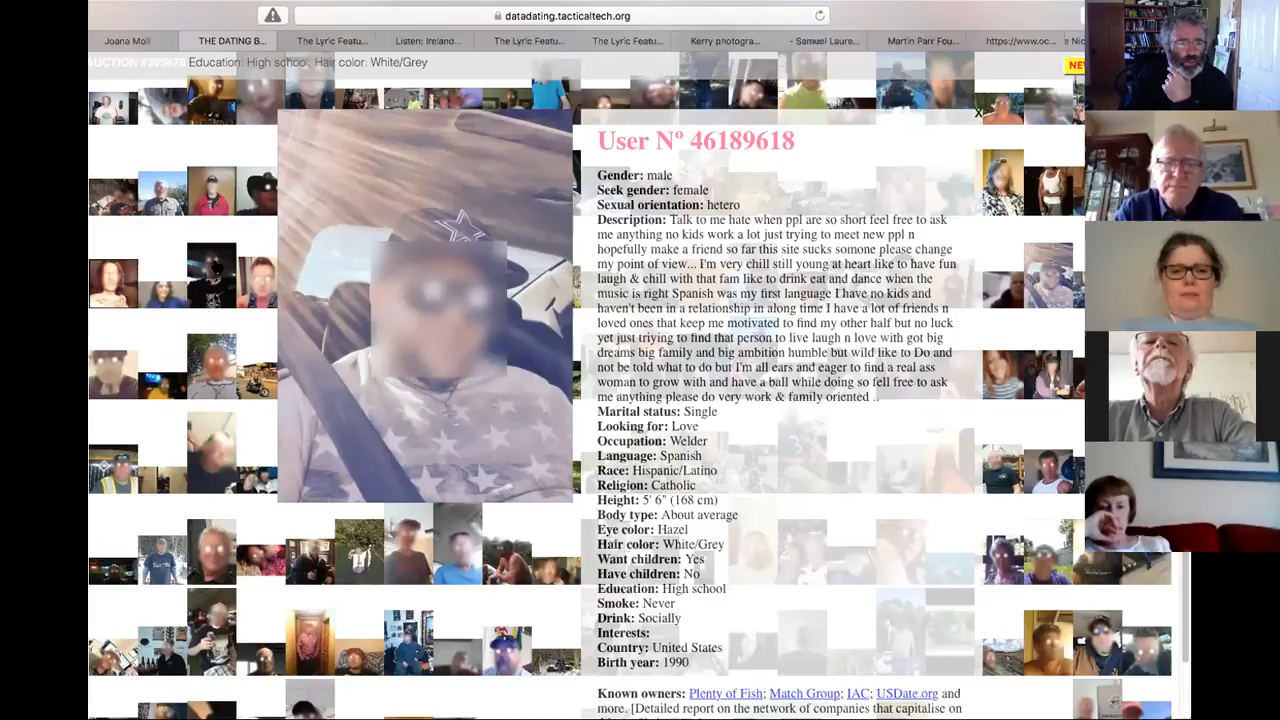 datadating.tacticaltech.org
Joana Moll
THE DATING B...
The Lyric Featu...
Listen: Ireland...
The Lyric Featu...
The Lyric Featu...
Kerry photogra...
- Samuel Laure...
Martin Parr Fou...
https://www.oc...
AUCTION #305679 Education: High school; Hair color: White/Grey
NE
X
User Nº 46189618
Gender: male
Seek gender: female
Sexual orientation: hetero
Description: Talk to me hate when ppl are so short feel free to ask
me anything no kids work a lot just trying to meet new ppl n
hopefully make a friend so far this site sucks somone please change
my point of view... I'm very chill still young at heart like to have fun
laugh & chill with that fam like to drink eat and dance when the
music is right Spanish was my first language I have no kids and
haven't been in a relationship in along time I have a lot of friends n
loved ones that keep me motivated to find my other half but no luck
yet just triying to find that person to live laugh n love with got big
dreams big family and big ambition humble but wild like to Do and
not be told what to do but I'm all ears and eager to find a real ass
woman to grow with and have a ball while doing so fell free to ask
me anything please do very work & family oriented ..
Marital status: Single
Looking for: Love
Occupation: Welder
Language: Spanish
Race: Hispanic/Latino
Religion: Catholic
Height: 5' 6" (168 cm)
Body type: About average
Eye color: Hazel
Hair color: White/Grey
Want children: Yes
Have children: No
Education: High school
Smoke: Never
Drink: Socially
Interests:
Country: United States
Birth year: 1990
Known owners: Plenty of Fish; Match Group; IAC; USDate.org and
more. [Detailed report on the network of companies that capitalise on